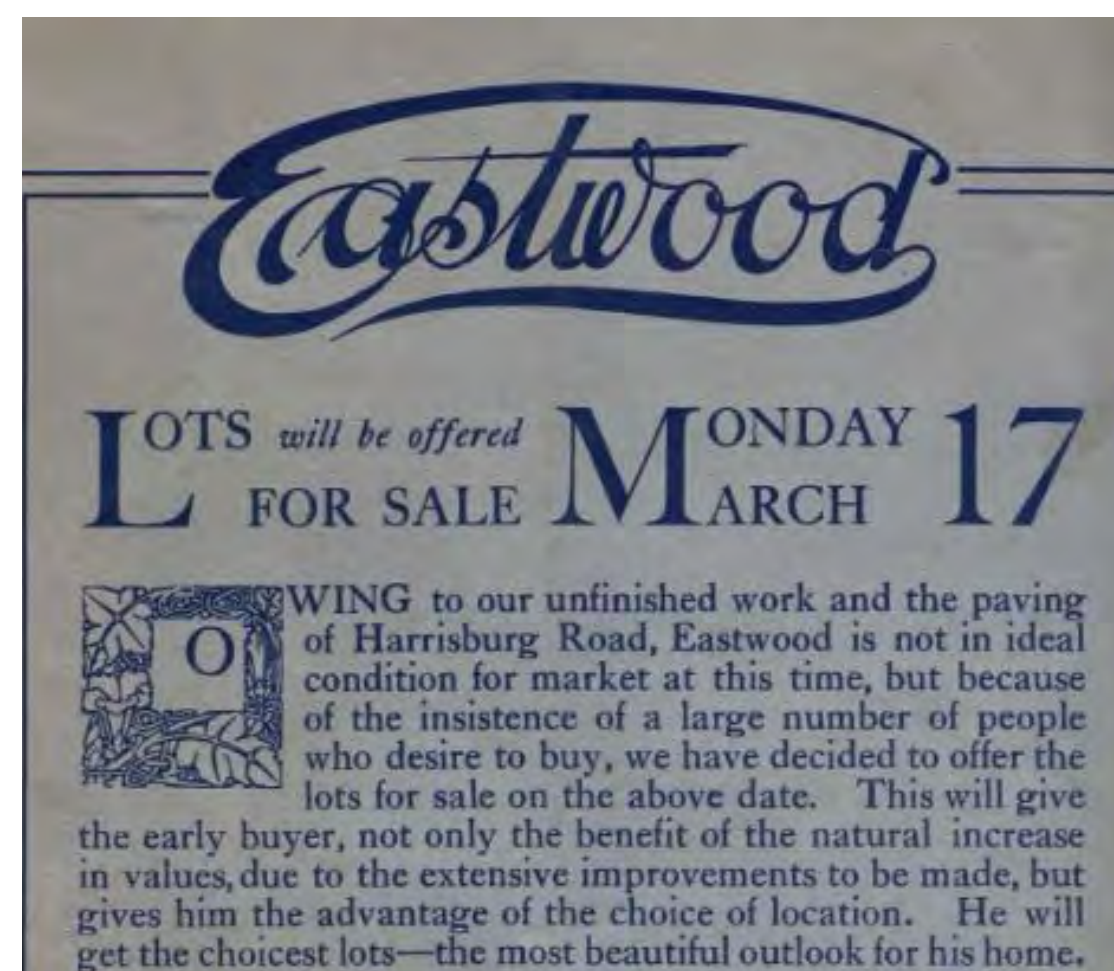 Eastwood
LOTS will be offered FOR SALE MONDAY MARCH 17
OWING to our unfinished work and the paving
of Harrisburg Road, Eastwood is not in ideal
condition for market at this time, but because
of the insistence of a large number of people
who desire to buy, we have decided to offer the
lots for sale on the above date. This will give
the early buyer, not only the benefit of the natural increase
in values, due to the extensive improvements to be made, but
gives him the advantage of the choice of location. He will
get the choicest lots—the most beautiful outlook for his home.